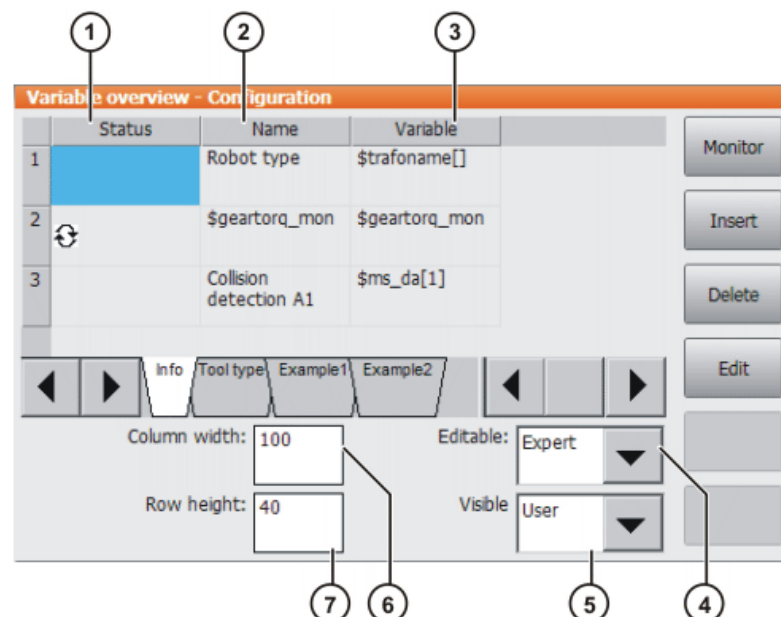 1 2 3
Variable overview - Configuration
Status Name Variable
1 Robot type $trafoname[]
2 $geartorq_mon $geartorq_mon
3 Collision
detection A1 $ms_da[1]
Monitor
Insert
Delete
Edit
Info Tool type Example1 Example2
Column width: 100 Editable: Expert
Row height: 40 Visible User
7 6 5 4